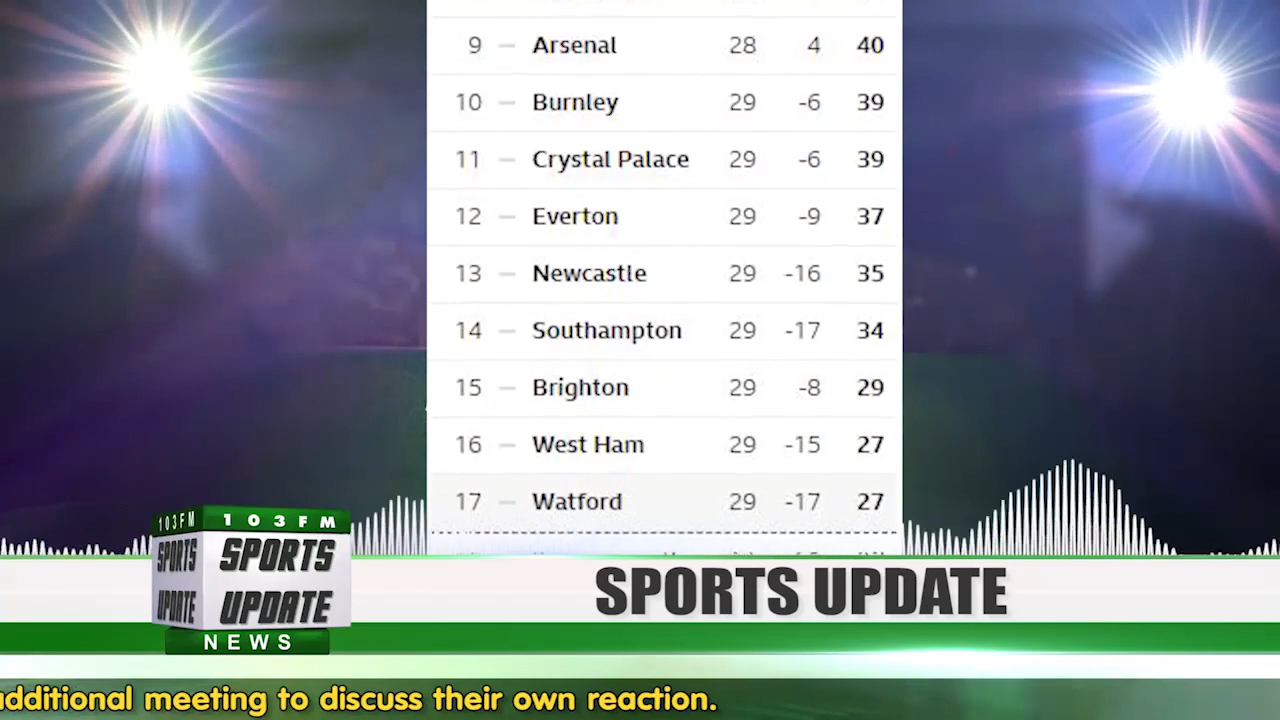 9 — Arsenal 28 4 40
10 — Burnley 29 -6 39
11 — Crystal Palace 29 -6 39
12 — Everton 29 -9 37
13 — Newcastle 29 -16 35
14 — Southampton 29 -17 34
15 — Brighton 29 -8 29
16 — West Ham 29 -15 27
17 — Watford 29 -17 27
103FM 103FM
SPORTS SPORTS
UPDATE UPDATE
NEWS
SPORTS UPDATE
additional meeting to discuss their own reaction.